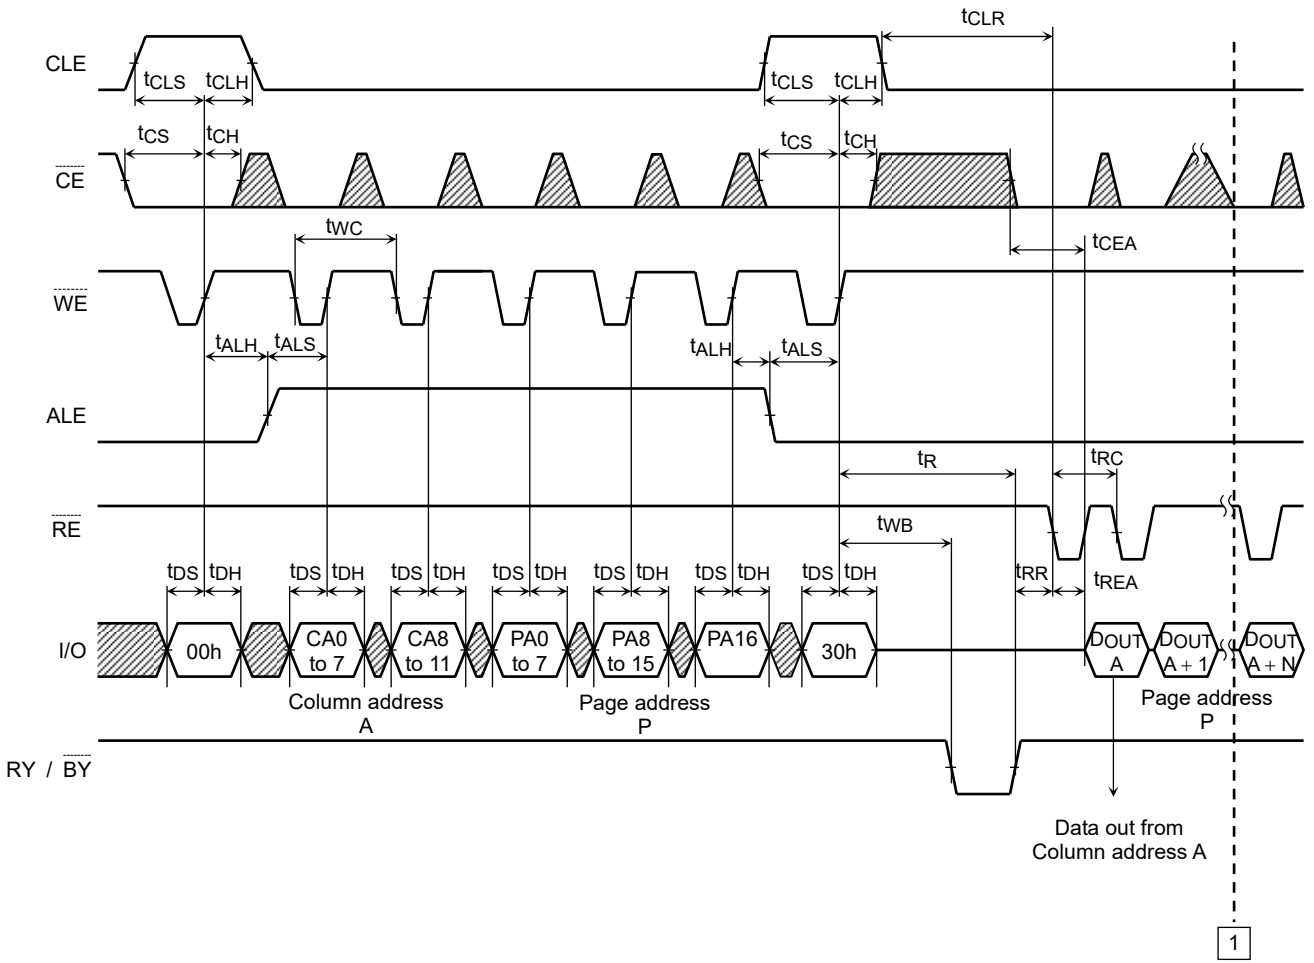 tCLR
CLE
tCLS tCLH tCLS tCLH
tCS tCH tCS tCH
CE
tWC
tCEA
WE
tALH tALS tALH tALS
ALE
tR tRC
RE
tWB
tDS tDH tDS tDH tDS tDH tDS tDH tDS tDH tDS tDH tDS tDH tRR tREA
I/O 00h CA0 to 7 CA8 to 11 PA0 to 7 PA8 to 15 PA16 30h DOUT A DOUT A + 1 DOUT A + N
Column address
A
Page address
P
Page address
P
RY / BY
Data out from
Column address A
1